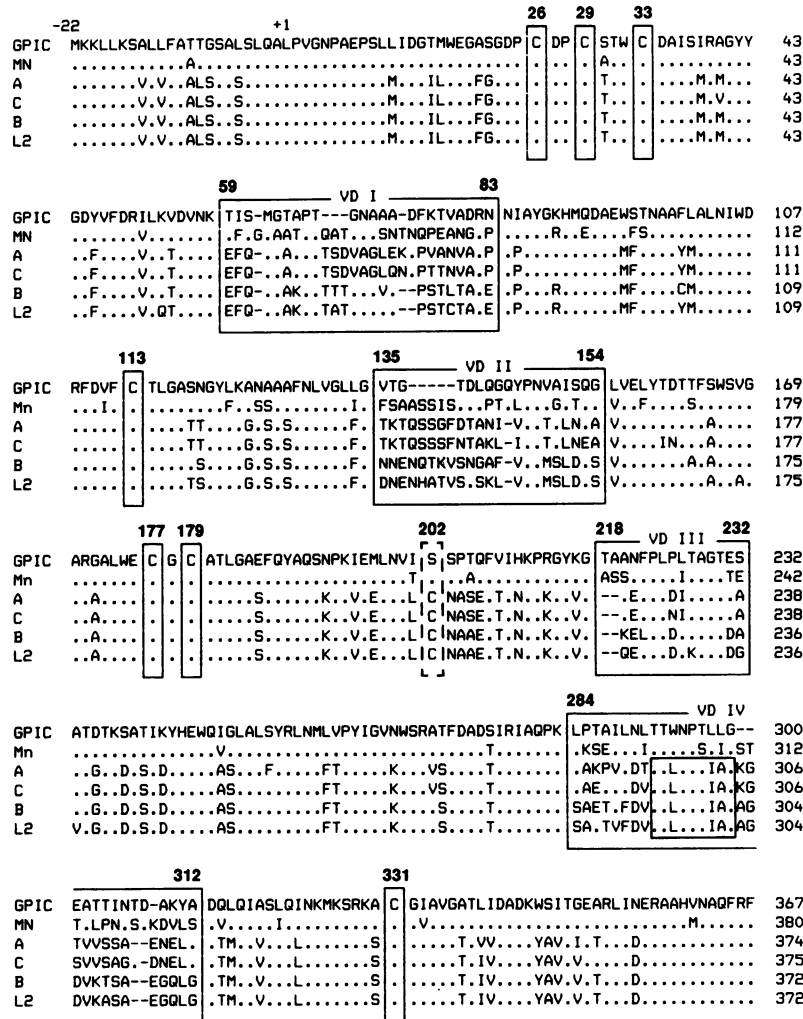 -22 +1 26 29 33
GPIC MKKLLKSALLFATTGSALSLQALPVGNPAEPSLLIDGTMWEGASGDP C DP C STW C DAISIRAGYY 43
MN ............A.................................. . .. . A.. . .......... 43
A .......V.V..ALS..S.............M...IL...FG..... . .. . T.. . .....M.M.. 43
C .......V.V..ALS..S.............M...IL...FG..... . .. . T.. . .....M.V.. 43
B .......V.V..ALS..S.............M...IL...FG..... . .. . T.. . .....M.M.. 43
L2 .......V.V..ALS..S.............M...IL...FG..... . .. . T.. . .....M.M.. 43
59 VD I 83
GPIC GDYVFDRILKVDVNK TIS-MGTAPT---GNAAA-DFKTVADRN NIAYGKHMQDAEWSTNAAFLALNIWD 107
MN .......V....... .F.G.AAT..QAT...SNTNQPEANG.P .....R..E....FS.......... 112
A ..F....V..T.... EFQ-..A...TSDVAGLEK.PVANVA.P .P..........MF....YM..... 111
C ..F....V..T.... EFQ-..A...TSDVAGLQN.PTTNVA.P .P..........MF....YM..... 111
B ..F....V..T.... EFQ-..AK..TTT...V..--PSTLTA.E .P...R......MF....CM..... 109
L2 ..F....V.QT.... EFQ-..AK..TAT......--PSTCTA.E .P...R......MF....YM..... 109
113 135 VD II 154
GPIC RFDVF C TLGASNGYLKANAAAFNLVGLLG VTG-----TDLQGQYPNVAISQG LVELYTDTTFSWSVG 169
Mn ..I.. . ........F..SS........I. FSAASSIS...PT.L...G.T.. V..F....S...... 179
A ..... . .....TT....G.S.S.....F. TKTQSSGFDTANI-V..T.LN.A V..........A.... 177
C ..... . .....TT....G.S.S.....F. TKTQSSSFNTAKL-I..T.LNEA V....IN....A.... 177
B ..... . ......S....G.S.S.....F. NNENQTKVSNGAF-V..MSLD.S V........A.A.... 175
L2 ..... . .....TS....G.S.S.....F. DNENHATVS.SKL-V..MSLD.S V..........A..A. 175
177 179 202 218 VD III 232
GPIC ARGALWE C G C ATLGAEFQYAQSNPKIEMLNVI S SPTQFVIHKPRGYKG TAANFPLPLTAGTES 232
Mn ....... . . . .....................T . ..A............ ASS.....I....TE 242
A ..A.... . . . ......S......K..V.E...L C NASE.T.N..K..V. --.E...DI.....A 238
C ..A.... . . . ......S......K..V.E...L C NASE.T.N..K..V. --.E...NI.....A 238
B ..A.... . . . ......S......K..V.E...L C NAAE.T.N..K..V. --KEL..D.....DA 236
L2 ..A.... . . . ......S......K..V.E...L C NAAE.T.N..K..V. --QE...D.K...DG 236
284 VD IV
GPIC ATDTKSATIKYHEWQIGLALSYRLNMLVPYIGVNWSRATFDADSIRIAQPK LPTAILNLTTWNPTLLG-- 300
Mn ...............V............................T...... .KSE...I.....S.I.ST 312
A ..G..D.S.D.....AS...F.....FT.....K...VS.....T...... .AKPV.DT..L...IA.KG 306
C ..G..D.S.D.....AS.........FT.....K...VS............ .AE...DV..L...IA.KG 306
B ..G..D.S.D.....AS.........FT.....K.......S..T...... SAET.FDV..L...IA.AG 304
L2 V.G..D.S.D.....AS.........FT.....K.......S..T...... SA.TVFDV..L...IA.AG 304
312 331
GPIC EATTINTD-AKYA DQLQIASLQINKMKSRKA C GIAVGATLIDADKWSITGEARLINERAAHVNAQFRF 367
MN T.LPN.S.KDVLS .V.....I......... . .V............................M....... 380
A TVVSSA--ENEL. .TM..V...L......S . .....T.VV....YAV.I.T...D.............. 374
C SVVSAG.-DNEL. .TM..V...L......S . .....T.IV....YAV.V.T...D.............. 375
B DVKTSA--EGQLG .TM..V...L......S . .....T.IV....YAV.V.T...D.............. 372
L2 DVKASA--EGQLG .TM..V...L......S . .....T.IV....YAV.V.T...D.............. 372